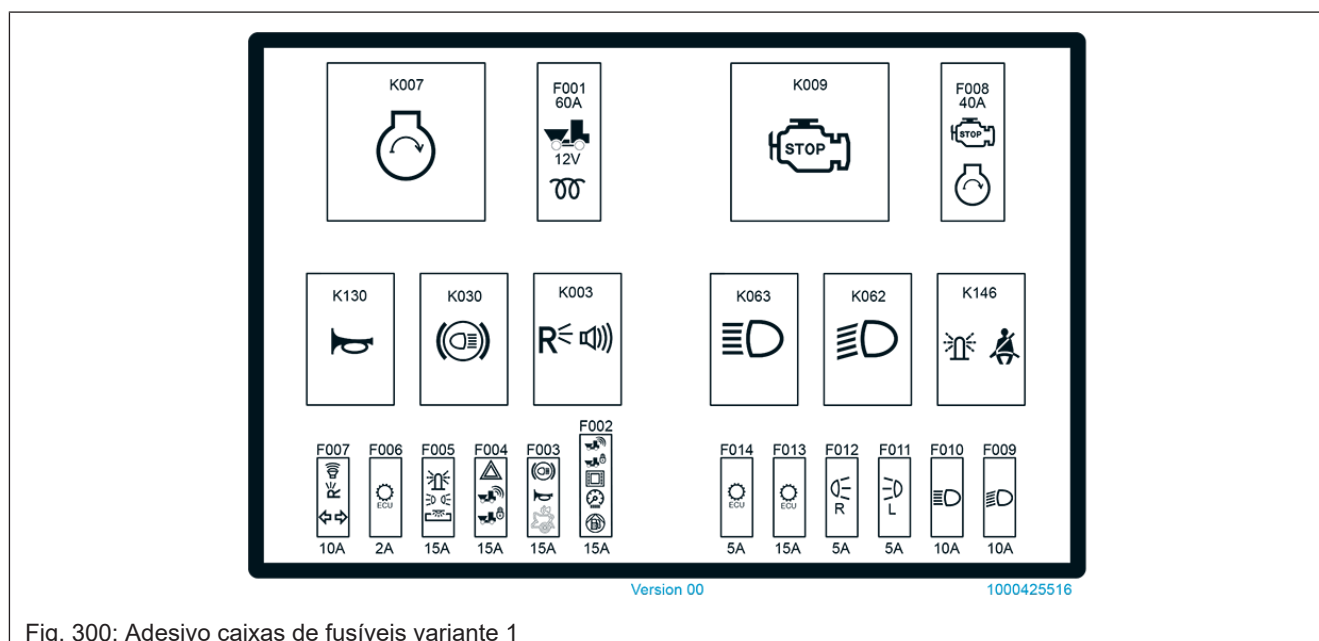 K007
F001
60A
12V
K009
STOP
F008
40A
STOP
K130
K030
K003
R
K063
K062
K146
F007
F006
F005
F004
F003
F002
R
ECU
F014
F013
F012
F011
F010
F009
ECU
ECU
R
L
10A
2A
15A
15A
15A
15A
5A
15A
5A
5A
10A
10A
Version 00
1000425516
Fig. 300: Adesivo caixas de fusíveis variante 1